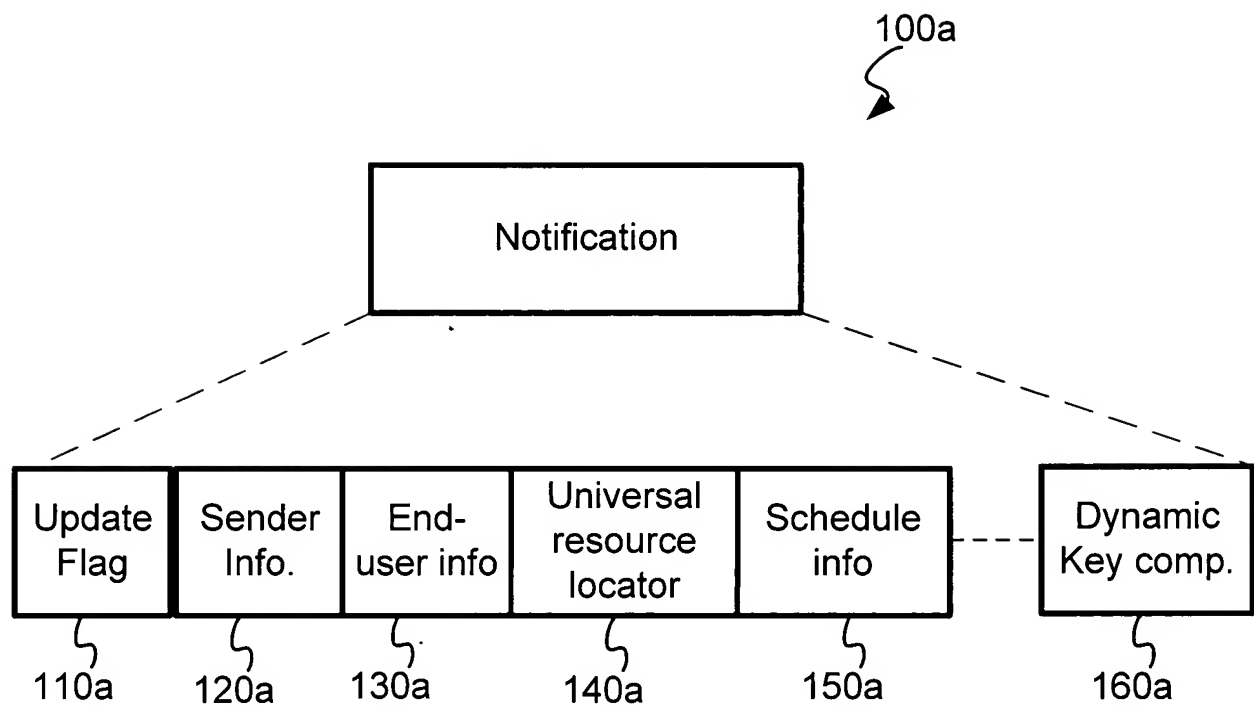 100a
Notification
Update
Flag
Sender
Info.
End-
user info
Universal
resource
locator
Schedule
info
Dynamic
Key comp.
110a
120a
130a
140a
150a
160a